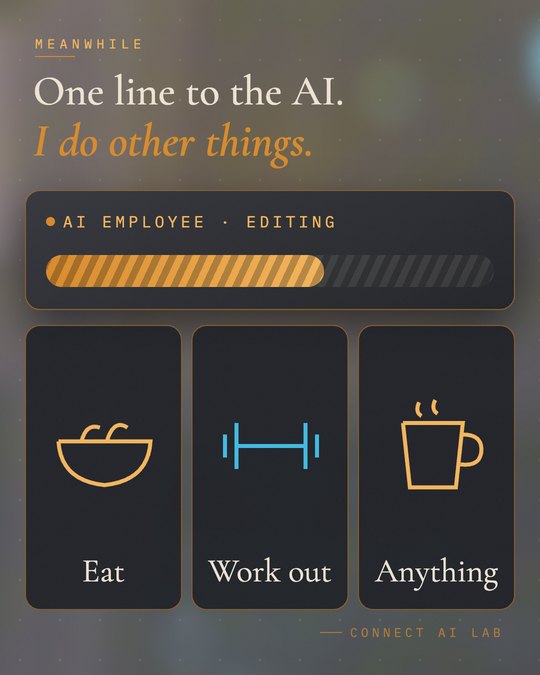 MEANWHILE
One line to the AI.
I do other things.
AI EMPLOYEE · EDITING
Eat
Work out
Anything
CONNECT AI LAB